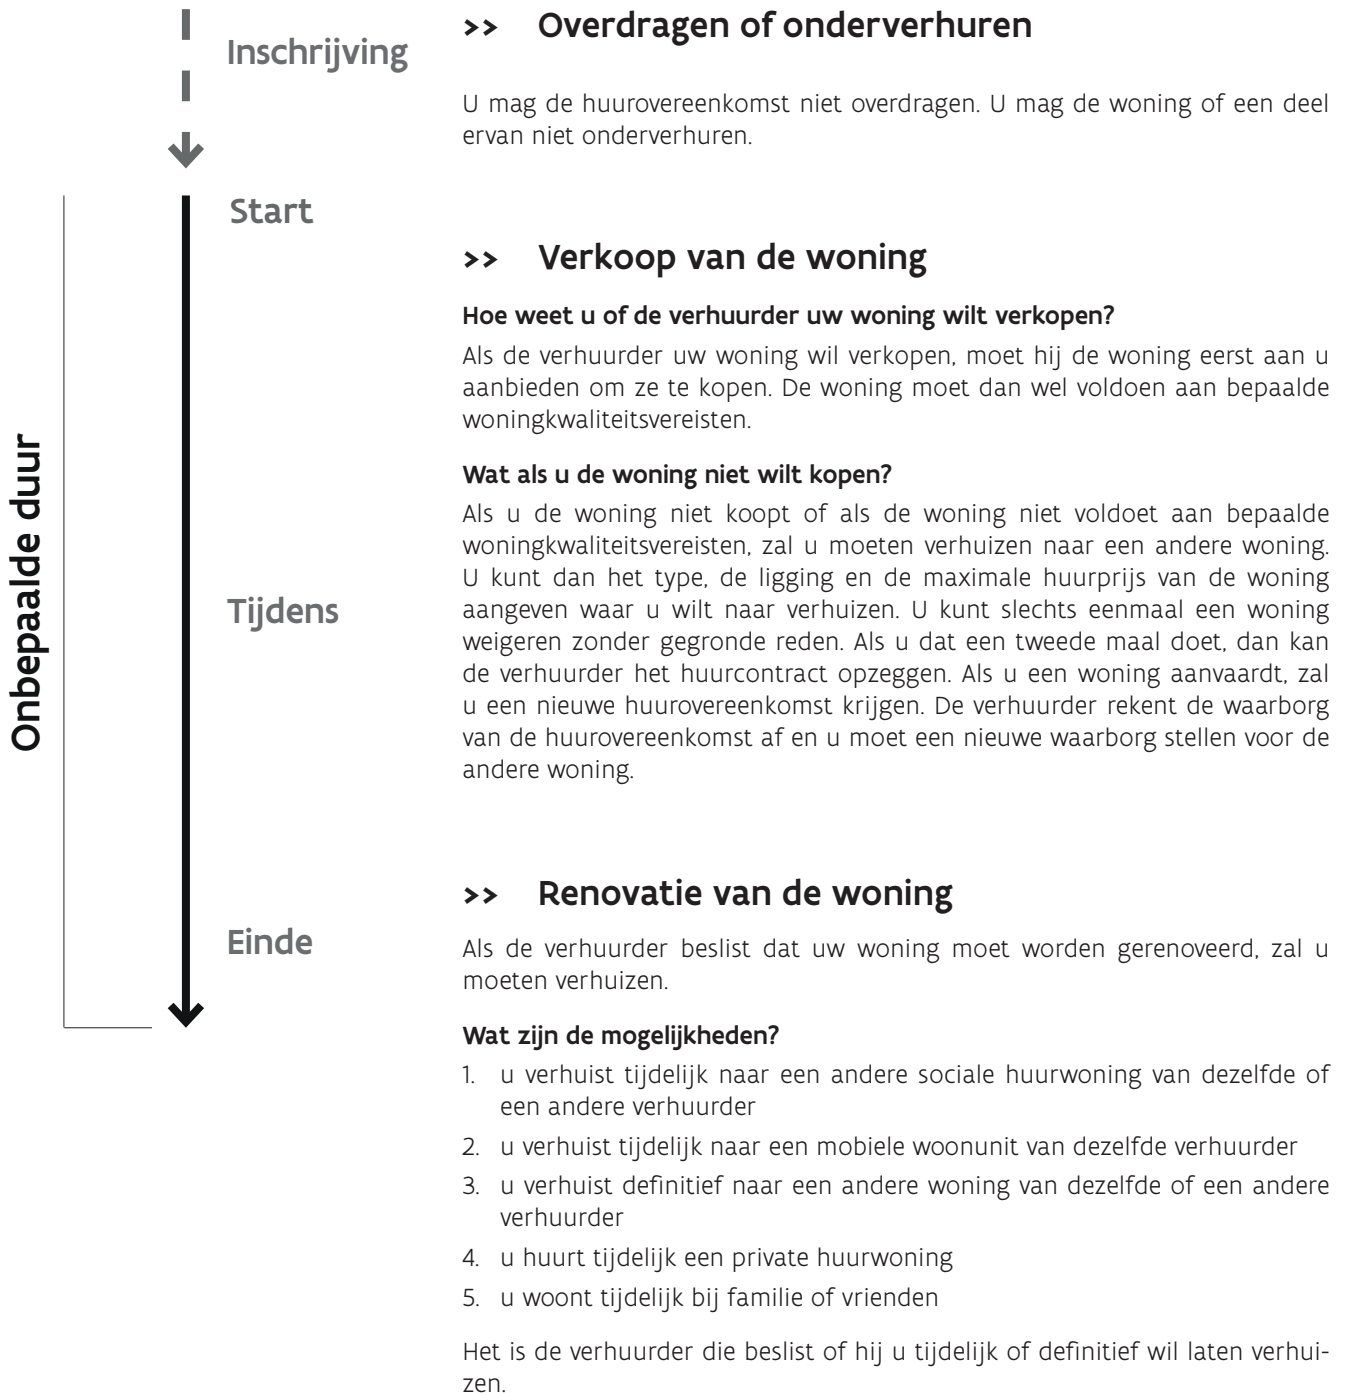 Inschrijving
Start
Onbepaalde duur
Tijdens
Einde
>> Overdragen of onderverhuren
U mag de huurovereenkomst niet overdragen. U mag de woning of een deel
ervan niet onderverhuren.
>> Verkoop van de woning
Hoe weet u of de verhuurder uw woning wilt verkopen?
Als de verhuurder uw woning wil verkopen, moet hij de woning eerst aan u
aanbieden om ze te kopen. De woning moet dan wel voldoen aan bepaalde
woningkwaliteitsvereisten.
Wat als u de woning niet wilt kopen?
Als u de woning niet koopt of als de woning niet voldoet aan bepaalde
woningkwaliteitsvereisten, zal u moeten verhuizen naar een andere woning.
U kunt dan het type, de ligging en de maximale huurprijs van de woning
aangeven waar u wilt naar verhuizen. U kunt slechts eenmaal een woning
weigeren zonder gegronde reden. Als u dat een tweede maal doet, dan kan
de verhuurder het huurcontract opzeggen. Als u een woning aanvaardt, zal
u een nieuwe huurovereenkomst krijgen. De verhuurder rekent de waarborg
van de huurovereenkomst af en u moet een nieuwe waarborg stellen voor de
andere woning.
>> Renovatie van de woning
Als de verhuurder beslist dat uw woning moet worden gerenoveerd, zal u
moeten verhuizen.
Wat zijn de mogelijkheden?
1. u verhuist tijdelijk naar een andere sociale huurwoning van dezelfde of
een andere verhuurder
2. u verhuist tijdelijk naar een mobiele woonunit van dezelfde verhuurder
3. u verhuist definitief naar een andere woning van dezelfde of een andere
verhuurder
4. u huurt tijdelijk een private huurwoning
5. u woont tijdelijk bij familie of vrienden
Het is de verhuurder die beslist of hij u tijdelijk of definitief wil laten verhui-
zen.